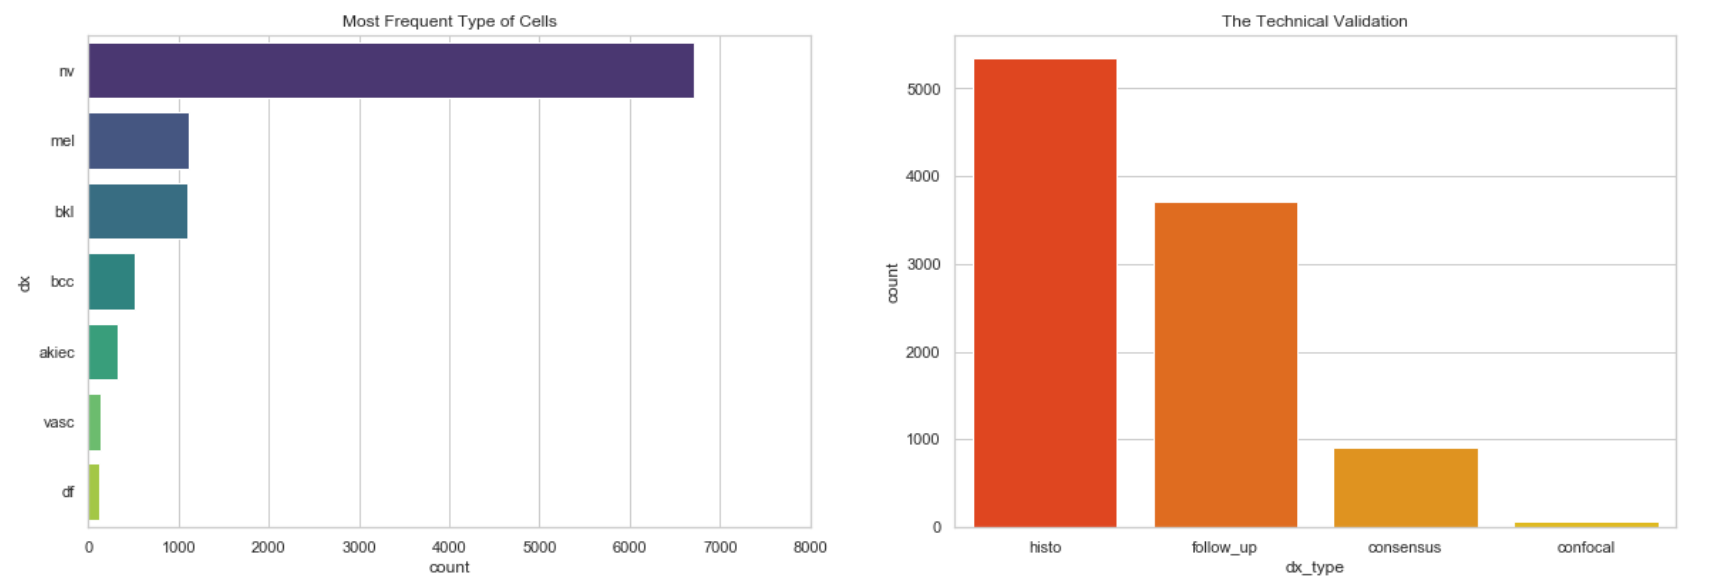 Most Frequent Type of Cells
dx
nv
mel
bkl
bcc
akiec
vasc
df
0 1000 2000 3000 4000 5000 6000 7000 8000
count
The Technical Validation
count
5000
4000
3000
2000
1000
0
histo follow_up consensus confocal
dx_type